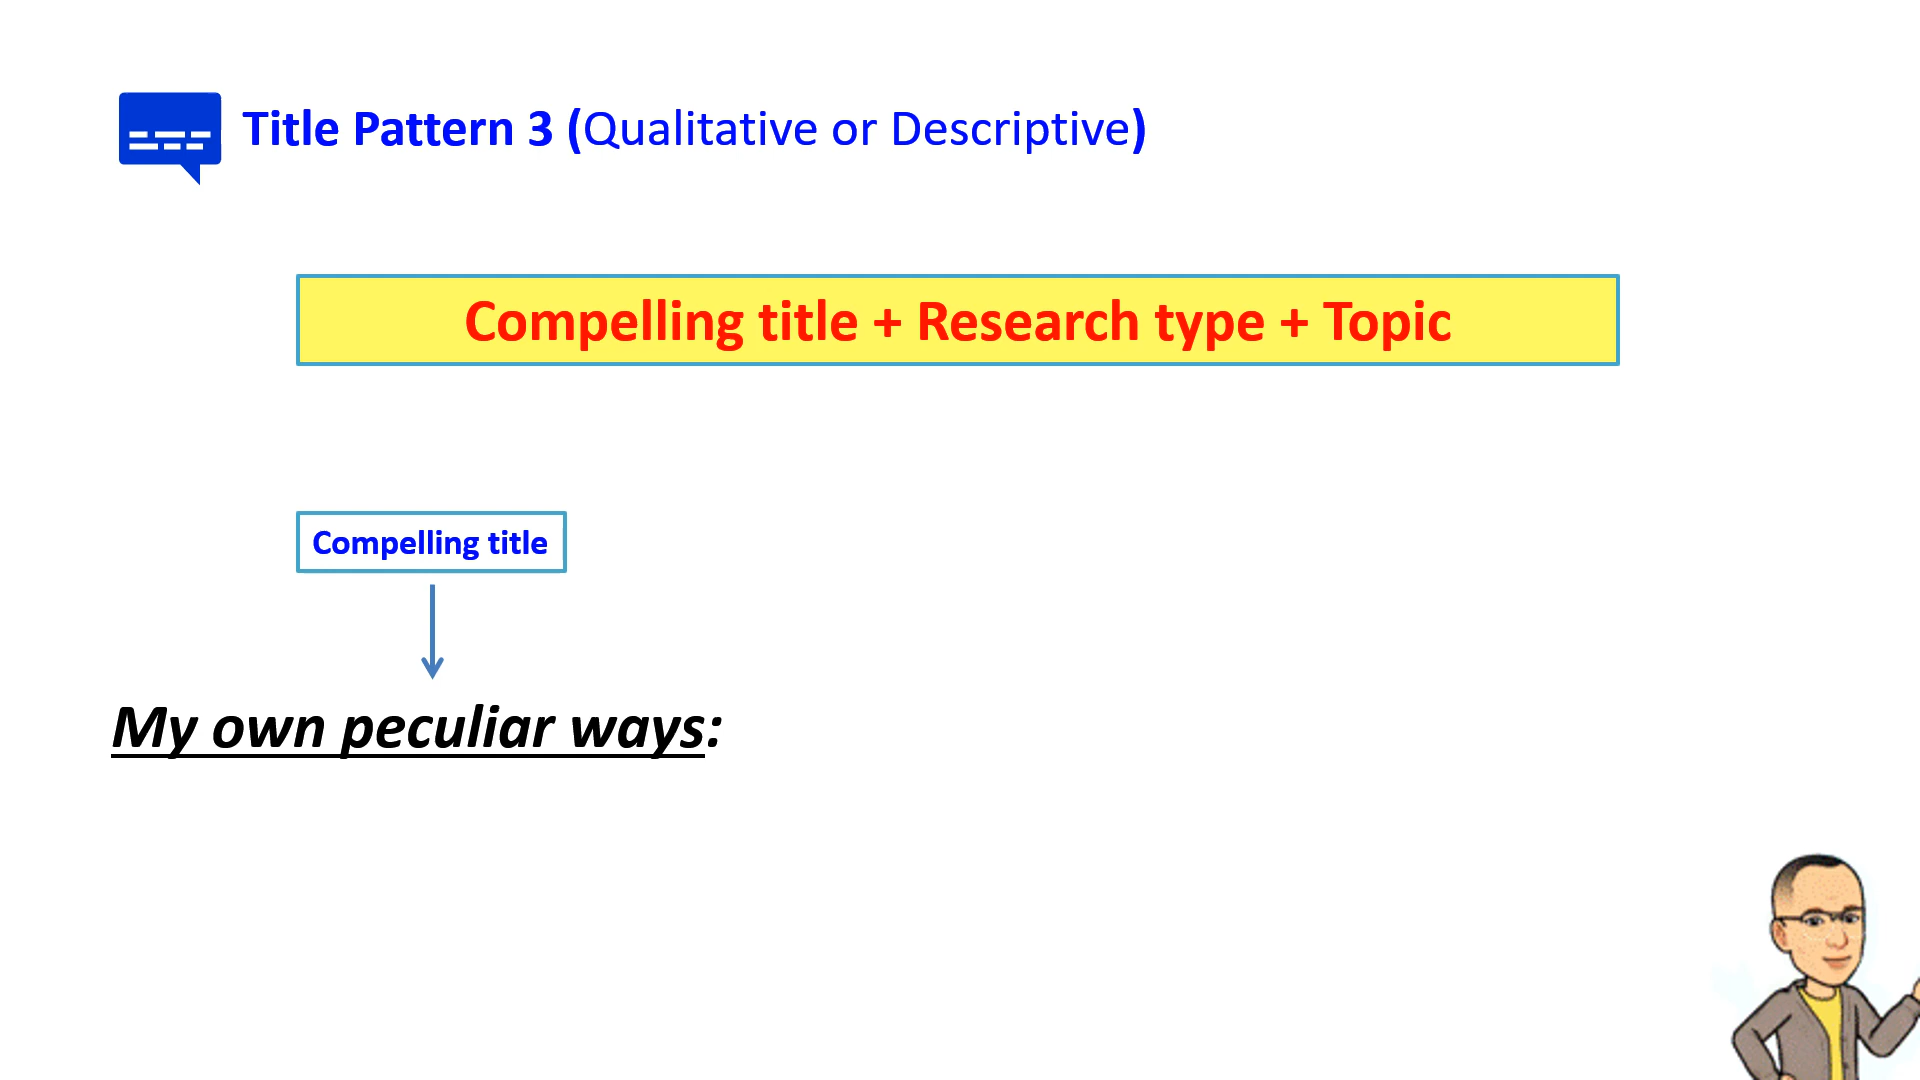 Title Pattern 3 (Qualitative or Descriptive)
Compelling title + Research type + Topic
Compelling title
My own peculiar ways: